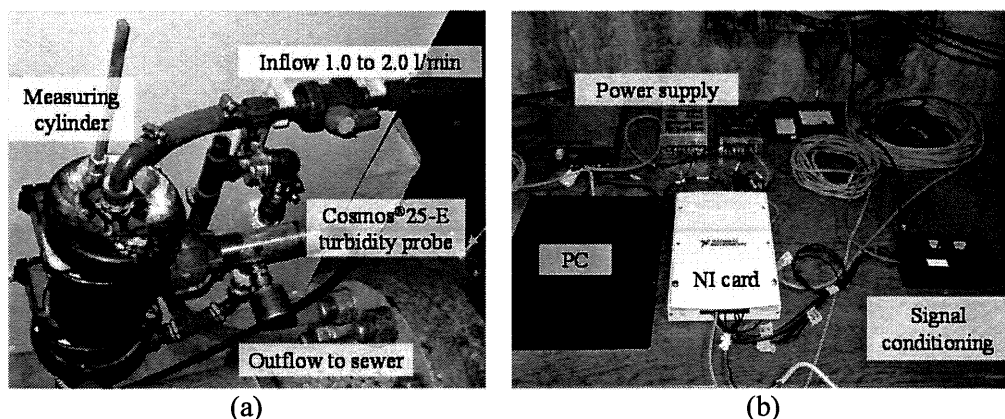 Inflow 1.0 to 2.0 l/min
Measuring
cylinder
Cosmos®25-E
turbidity probe
Outflow to sewer
(a)
Power supply
PC
NI card
Signal
conditioning
(b)